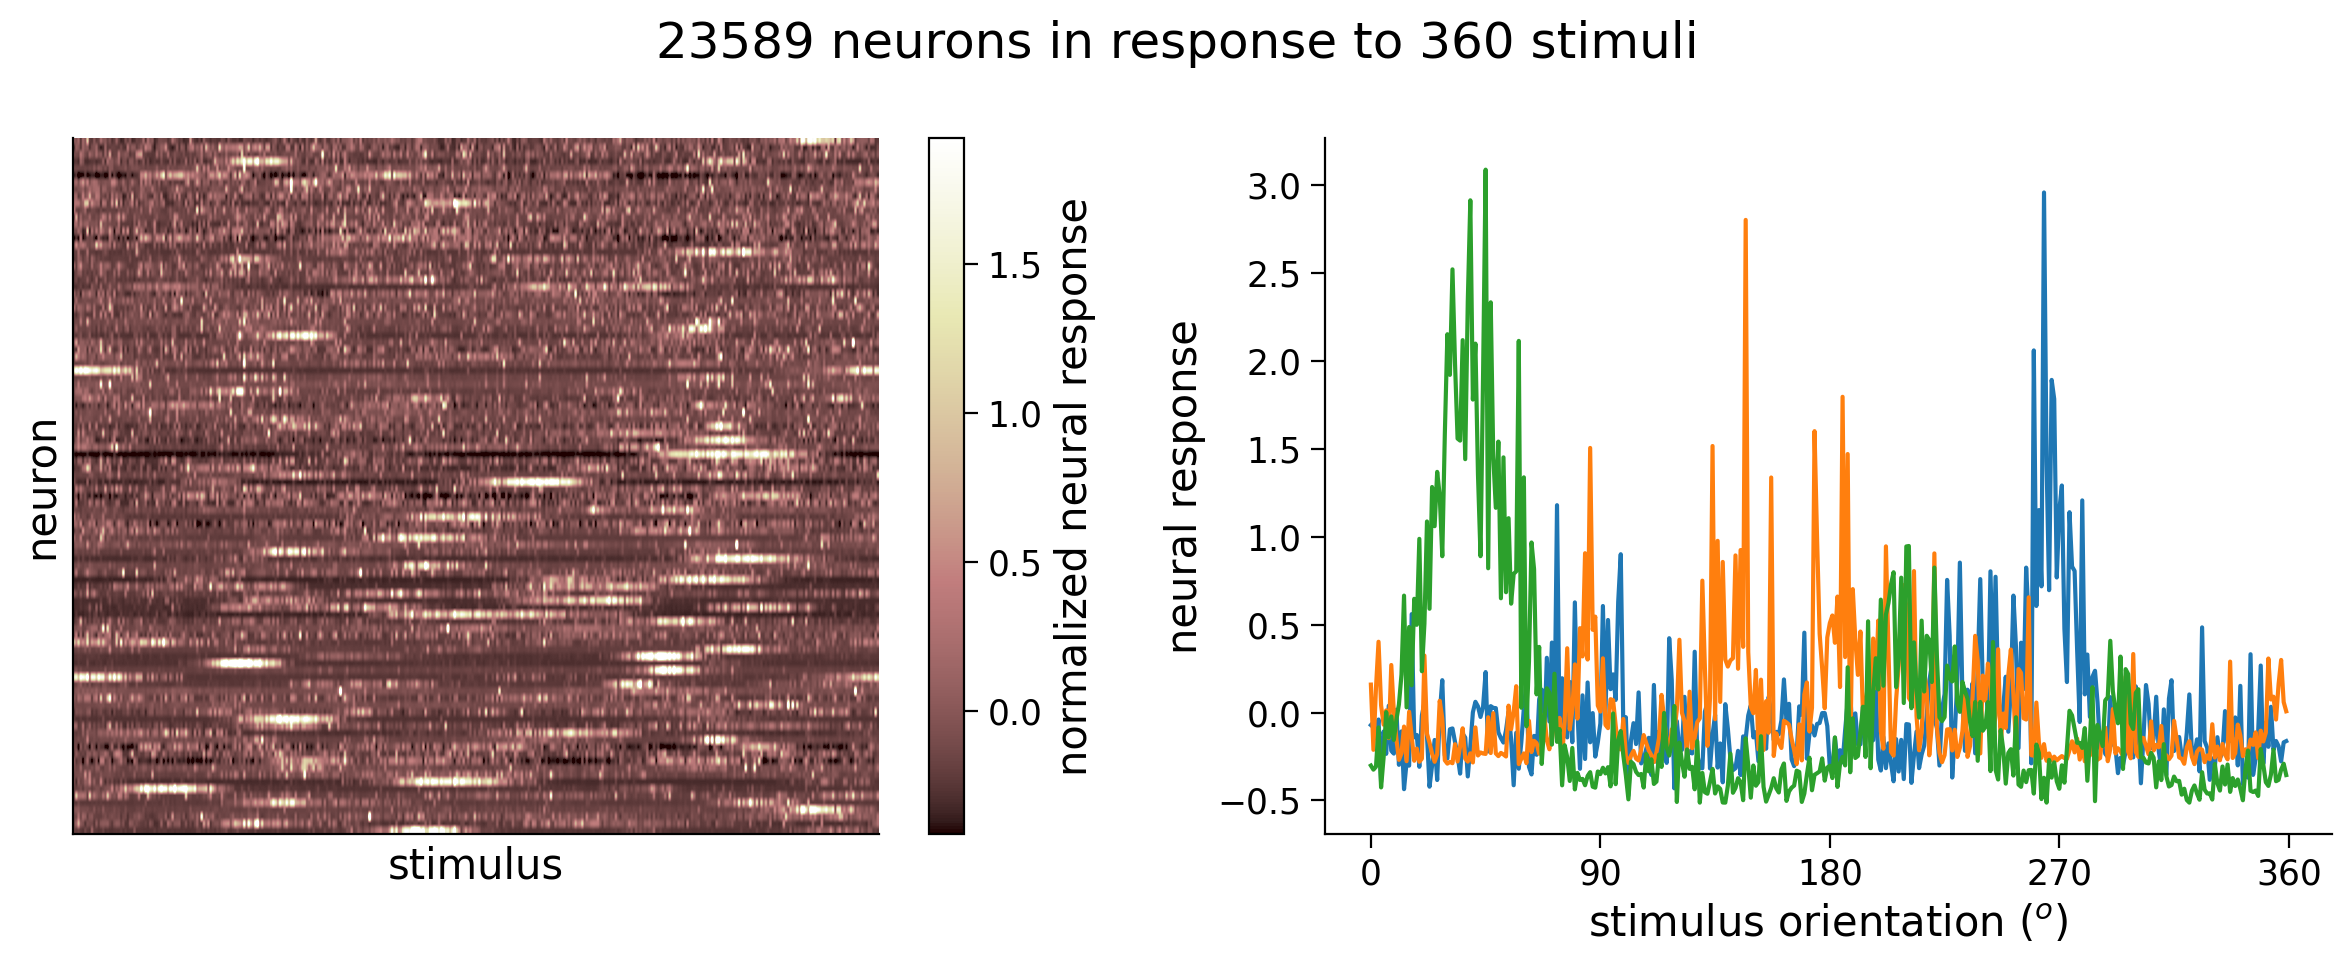 23589 neurons in response to 360 stimuli
neuron
stimulus
1.5
1.0
0.5
0.0
normalized neural response
neural response
3.0
2.5
2.0
1.5
1.0
0.5
0.0
−0.5
0 90 180 270 360
stimulus orientation (ᵒ)